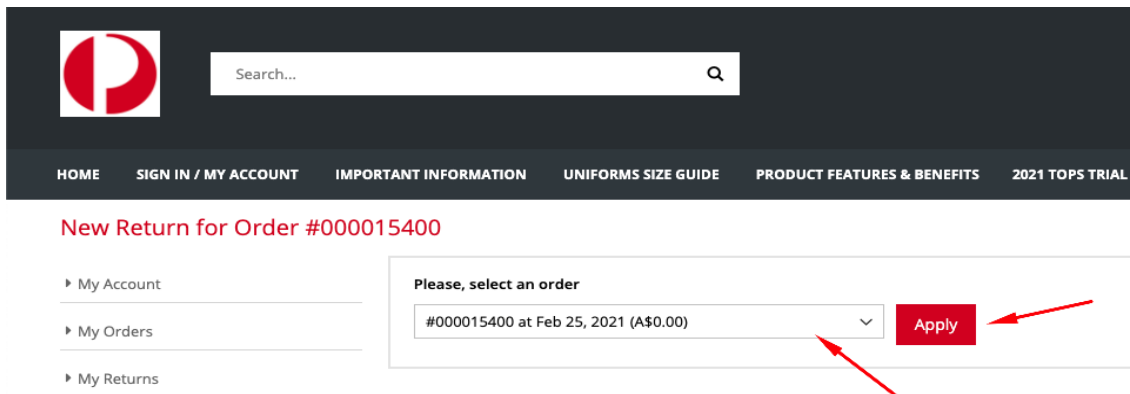 Search...
HOME SIGN IN / MY ACCOUNT IMPORTANT INFORMATION UNIFORMS SIZE GUIDE PRODUCT FEATURES & BENEFITS 2021 TOPS TRIAL
New Return for Order #000015400
My Account
My Orders
My Returns
Please, select an order
#000015400 at Feb 25, 2021 (A$0.00)
Apply